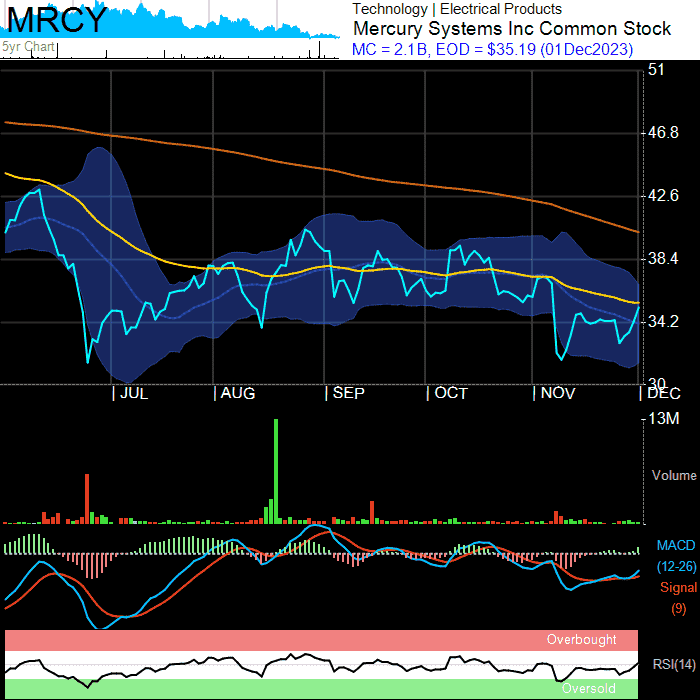 MRCY
5yr Chart
Technology | Electrical Products
Mercury Systems Inc Common Stock
MC = 2.1B, EOD = $35.19 (01Dec2023)
51
46.8
42.6
38.4
34.2
30
| JUL | AUG | SEP | OCT | NOV | DEC
13M
Volume
MACD
(12-26)
Signal
(9)
Overbought
RSI(14)
Oversold